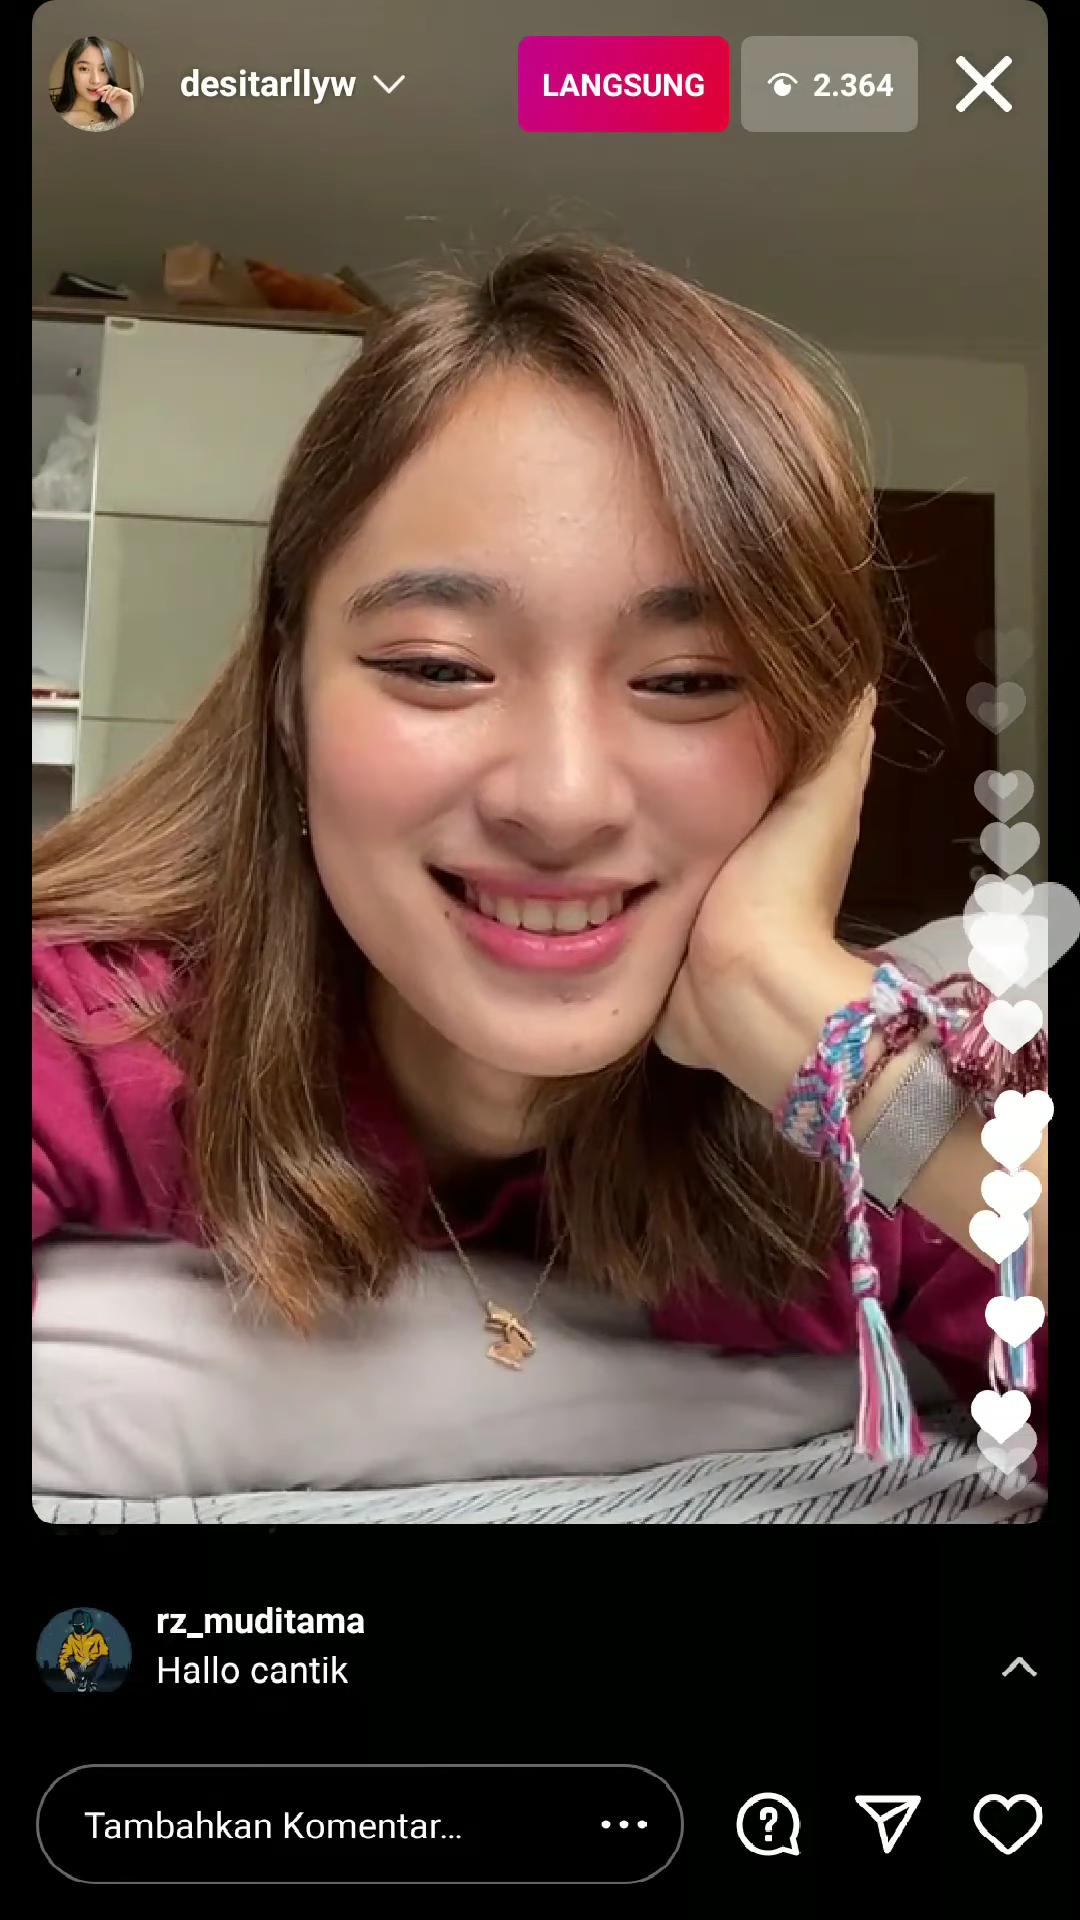 desitarllyw
LANGSUNG
2.364
rz_muditama
Hallo cantik
Tambahkan Komentar...